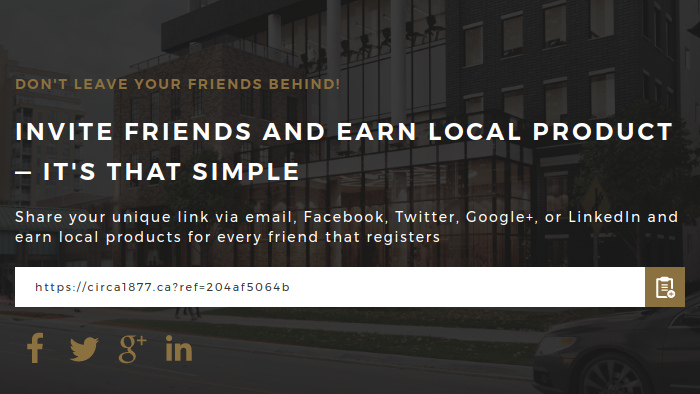 DON'T LEAVE YOUR FRIENDS BEHIND!
INVITE FRIENDS AND EARN LOCAL PRODUCT
– IT'S THAT SIMPLE
Share your unique link via email, Facebook, Twitter, Google+, or LinkedIn and
earn local products for every friend that registers
https://circa1877.ca?ref=204af5064b